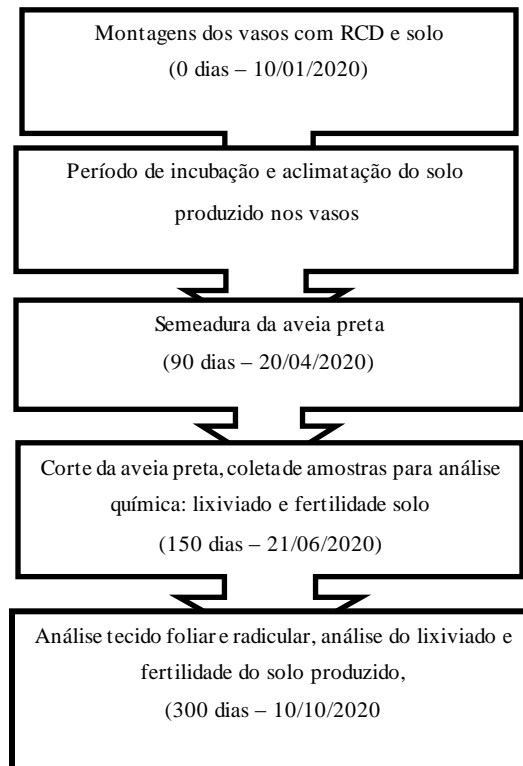 Montagens dos vasos com RCD e solo
(0 dias – 10/01/2020)
Período de incubação e aclimatação do solo
produzido nos vasos
Semeadura da aveia preta
(90 dias – 20/04/2020)
Corte da aveia preta, coleta de amostras para análise
química: lixiviado e fertilidade solo
(150 dias – 21/06/2020)
Análise tecido foliar e radicular, análise do lixiviado e
fertilidade do solo produzido,
(300 dias – 10/10/2020